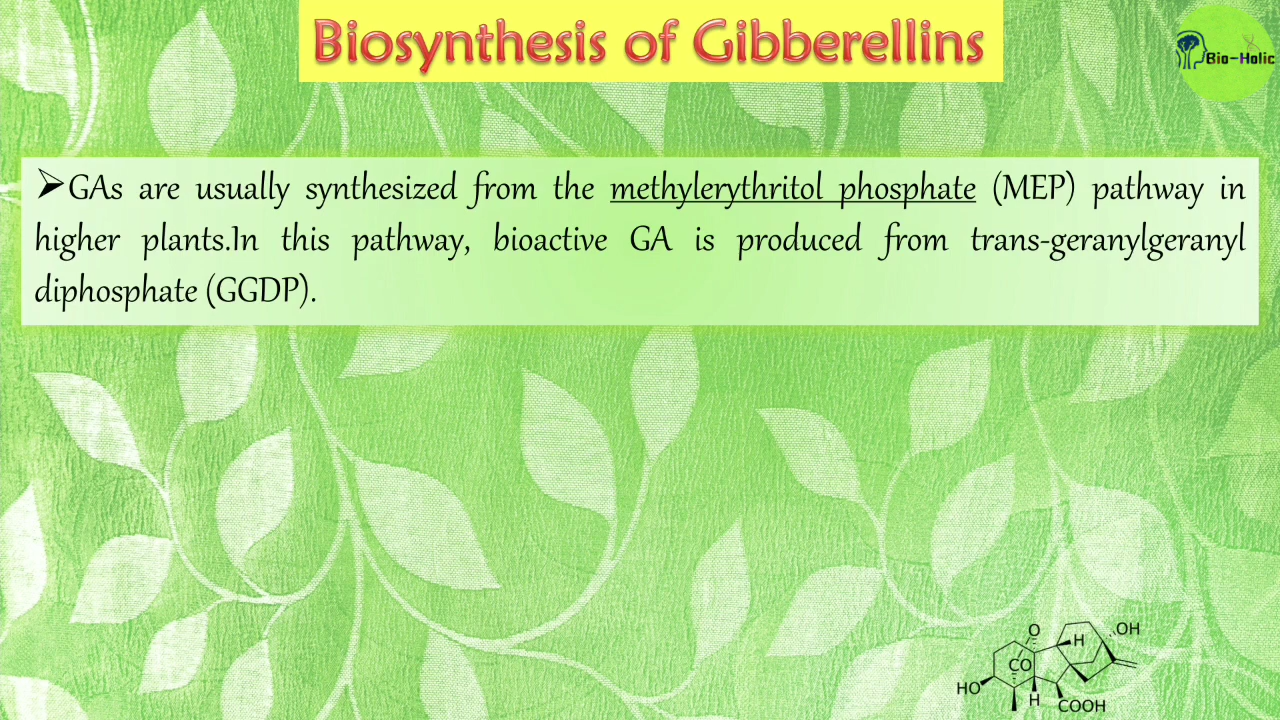 Biosynthesis of Gibberellins
Bio-Holic
➢GAs are usually synthesized from the methylerythritol phosphate (MEP) pathway in
higher plants.In this pathway, bioactive GA is produced from trans-geranylgeranyl
diphosphate (GGDP).
O
H
OH
CO
HO
H
COOH